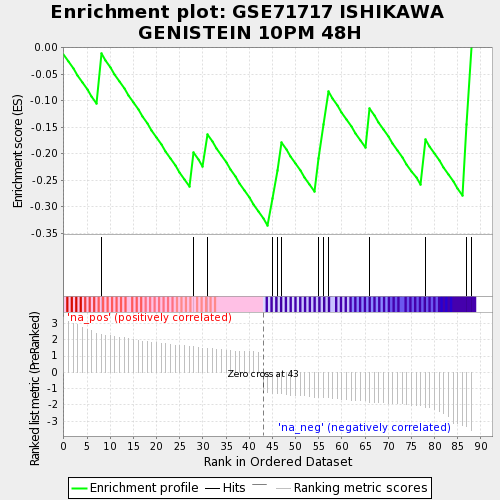 Enrichment plot: GSE71717 ISHIKAWA
GENISTEIN 10PM 48H
Enrichment score (ES)
0.00
-0.05
-0.10
-0.15
-0.20
-0.25
-0.30
-0.35
'na_pos' (positively correlated)
Ranked list metric (PreRanked)
3
2
1
0
-1
-2
-3
Zero cross at 43
'na_neg' (negatively correlated)
0 5 10 15 20 25 30 35 40 45 50 55 60 65 70 75 80 85 90
Rank in Ordered Dataset
Enrichment profile Hits Ranking metric scores